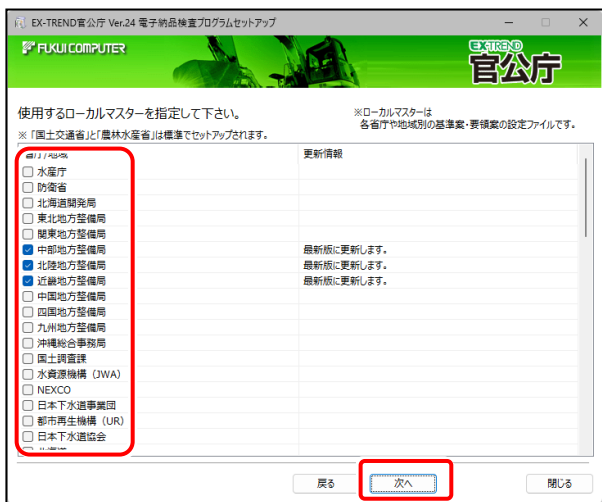 EX-TREND官公庁 Ver.24 電子納品検査プログラムセットアップ
FUKUI COMPUTER
EXTREND
官公庁
使用するローカルマスターを指定して下さい。
※ローカルマスターは
各省庁や地域別の基準案・要領案の設定ファイルです。
※「国土交通省」と「農林水産省」は標準でセットアップされます。
省庁/地域 更新情報
水産庁
防衛省
北海道開発局
東北地方整備局
関東地方整備局
中部地方整備局 最新版に更新します。
北陸地方整備局 最新版に更新します。
近畿地方整備局 最新版に更新します。
中国地方整備局
四国地方整備局
九州地方整備局
沖縄総合事務局
国土調査課
水資源機構（JWA）
NEXCO
日本下水道事業団
都市再生機構（UR）
日本下水道協会
戻る 次へ 閉じる